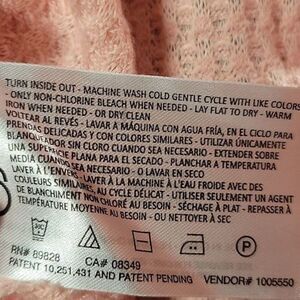 TURN INSIDE OUT - MACHINE WASH COLD GENTLE CYCLE WITH LIKE COLORS
- ONLY NON-CHLORINE BLEACH WHEN NEEDED - LAY FLAT TO DRY - WARM
IRON WHEN NEEDED - OR DRY CLEAN
VOLTEAR AL REVÉS - LAVAR A MÁQUINA CON AGUA FRÍA, EN EL CICLO PARA
PRENDAS DELICADAS Y CON COLORES SIMILARES - UTILIZAR ÚNICAMENTE
BLANQUEADOR SIN CLORO CUANDO SEA NECESARIO - EXTENDER SOBRE
UNA SUPERFICIE PLANA PARA EL SECADO - PLANCHAR A TEMPERATURA
MEDIA CUANDO SEA NECESARIO - O LAVAR EN SECO
LAVER À L'ENVERS - LAVER À LA MACHINE À L'EAU FROIDE AVEC DES
COULEURS SIMILAIRES, AU CYCLE DÉLICAT - UTILISER SEULEMENT UN AGENT
DE BLANCHIMENT SANS CHLORE AU BESOIN - SÉCHAGE À PLAT - REPASSER À
TEMPÉRATURE MOYENNE AU BESOIN - OU NETTOYER À SEC
RN# 89828 CA# 08349
PATENT 10,251,431 AND PATENT PENDING VENDOR# 1005550